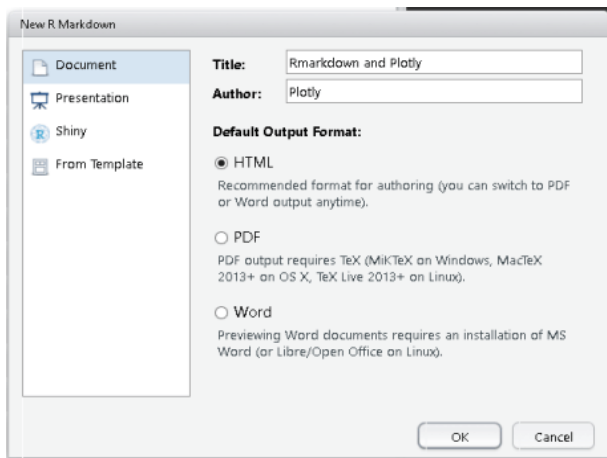 New R Markdown
Document
Presentation
Shiny
From Template
Title: Rmarkdown and Plotly
Author: Plotly
Default Output Format:
HTML
Recommended format for authoring (you can switch to PDF
or Word output anytime).
PDF
PDF output requires TeX (MiKTeX on Windows, MacTeX
2013+ on OS X, TeX Live 2013+ on Linux).
Word
Previewing Word documents requires an installation of MS
Word (or Libre/Open Office on Linux).
OK Cancel